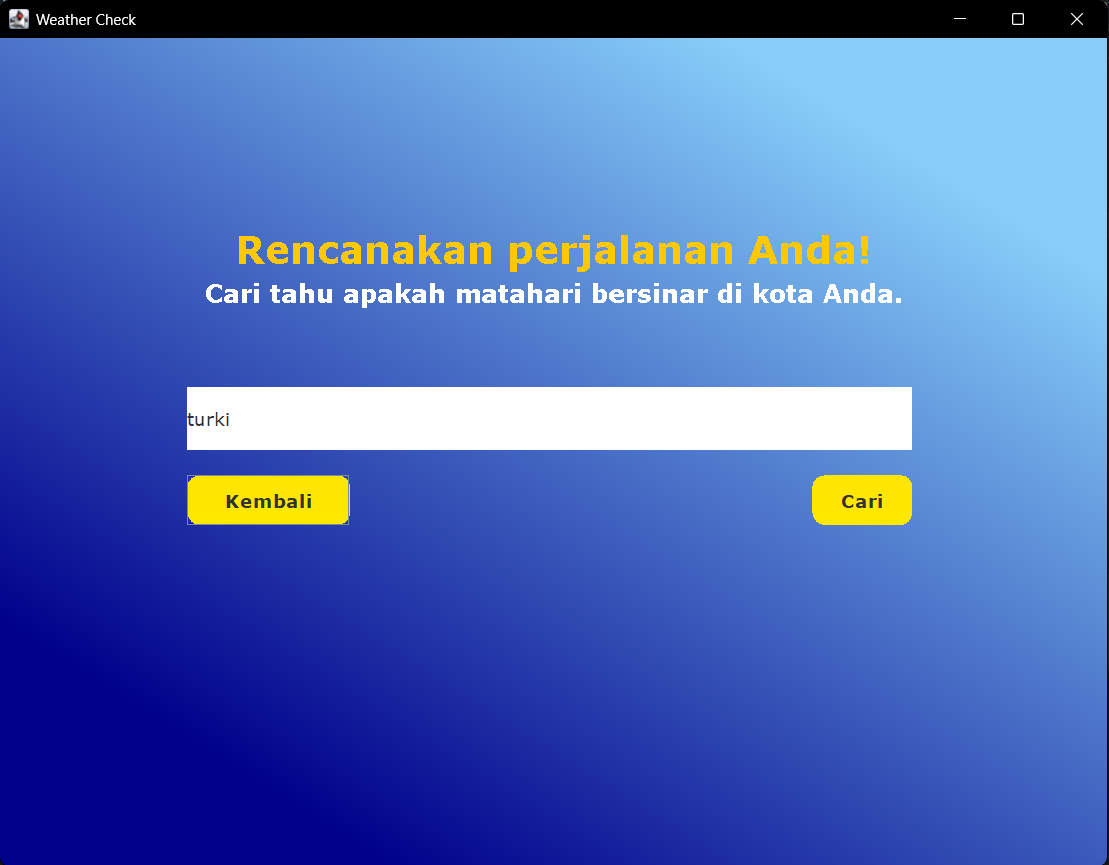 Weather Check
Rencanakan perjalanan Anda!
Cari tahu apakah matahari bersinar di kota Anda.
turki
Kembali
Cari